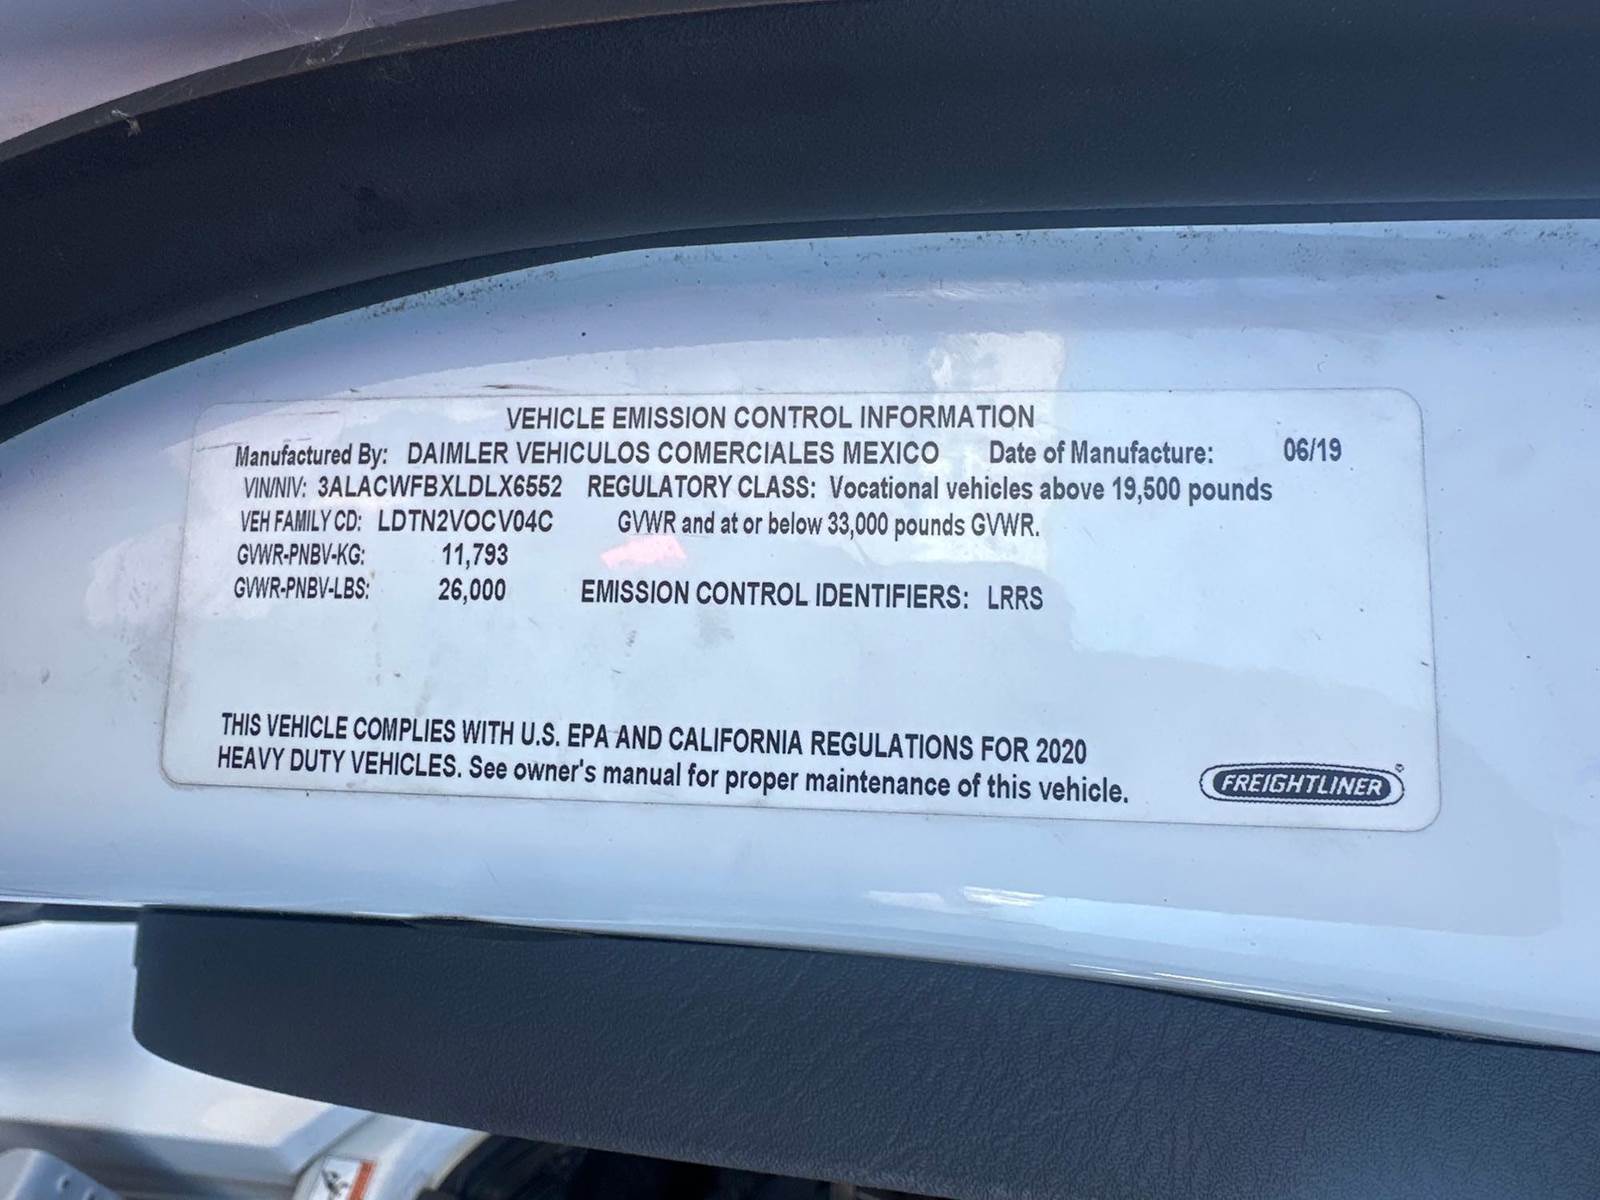 VEHICLE EMISSION CONTROL INFORMATION
Manufactured By: DAIMLER VEHICULOS COMERCIALES MEXICO Date of Manufacture: 06/19
VIN/NIV: 3ALACWFBXLDLX6552 REGULATORY CLASS: Vocational vehicles above 19,500 pounds
VEH FAMILY CD: LDTN2VOCV04C GVWR and at or below 33,000 pounds GVWR.
GVWR-PNBV-KG: 11,793
GVWR-PNBV-LBS: 26,000 EMISSION CONTROL IDENTIFIERS: LRRS
THIS VEHICLE COMPLIES WITH U.S. EPA AND CALIFORNIA REGULATIONS FOR 2020
HEAVY DUTY VEHICLES. See owner's manual for proper maintenance of this vehicle.
FREIGHTLINER